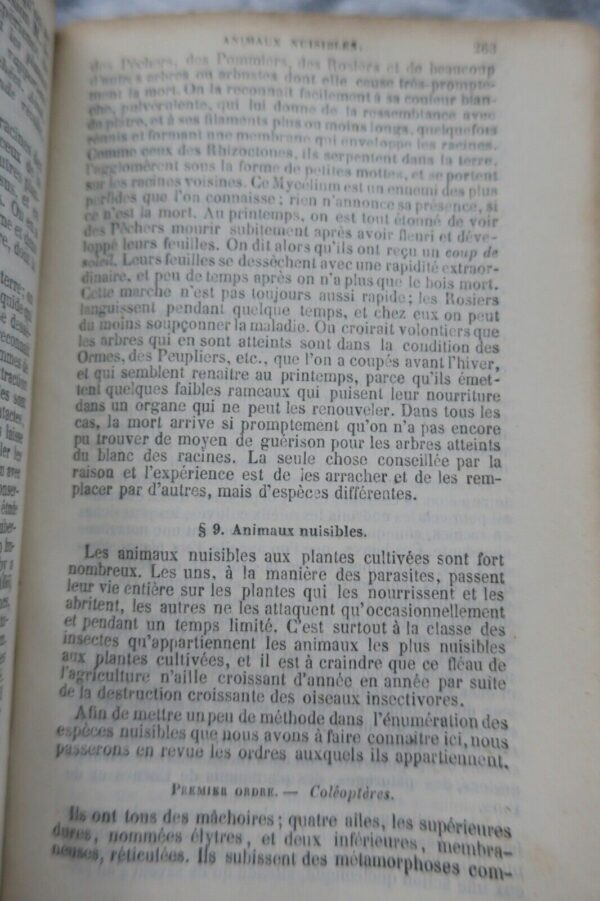 ANIMAUX NUISIBLES. 263
des Pêchers, des Pommiers, des Rosiers et de beaucoup
d'autres arbres ou arbustes dont elle cause très-prompte-
ment la mort. On la reconnaît facilement à sa couleur blan-
che, pulvérulente, qui lui donne de la ressemblance avec
du plâtre, et à ses filaments plus ou moins longs, quelquefois
réunis et formant une membrane qui enveloppe les racines.
Comme ceux des Rhizoctones, ils serpentent dans la terre,
l'agglomèrent sous la forme de petites mottes, et se portent
sur les racines voisines. Ce Mycélium est un ennemi des plus
perfides que l'on connaisse; rien n'annonce sa présence, si
ce n'est la mort. Au printemps, on est tout étonné de voir
des Pêchers mourir subitement après avoir fleuri et déve-
loppé leurs feuilles. On dit alors qu'ils ont reçu un coup de
soleil. Leurs feuilles se dessèchent avec une rapidité extraor-
dinaire, et peu de temps après on n'a plus que le bois mort.
Cette marche n'est pas toujours aussi rapide; les Rosiers
languissent pendant quelque temps, et chez eux on peut
du moins soupçonner la maladie. On croirait volontiers que
les arbres qui en sont atteints sont dans la condition des
Ormes, des Peupliers, etc., que l'on a coupés avant l'hiver,
et qui semblent renaître au printemps, parce qu'ils émet-
tent quelques faibles rameaux qui puisent leur nourriture
dans un organe qui ne peut les renouveler. Dans tous les
cas, la mort arrive si promptement qu'on n'a pas encore
pu trouver de moyen de guérison pour les arbres atteints
du blanc des racines. La seule chose conseillée par la
raison et l'expérience est de les arracher et de les rem-
placer par d'autres, mais d'espèces différentes.
§ 9. Animaux nuisibles.
Les animaux nuisibles aux plantes cultivées sont fort
nombreux. Les uns, à la manière des parasites, passent
leur vie entière sur les plantes qui les nourrissent et les
abritent, les autres ne les attaquent qu'occasionnellement
et pendant un temps limité. C'est surtout à la classe des
insectes qu'appartiennent les animaux les plus nuisibles
aux plantes cultivées, et il est à craindre que ce fléau de
l'agriculture n'aille croissant d'année en année par suite
de la destruction croissante des oiseaux insectivores.
Afin de mettre un peu de méthode dans l'énumération des
espèces nuisibles que nous avons à faire connaître ici, nous
passerons en revue les ordres auxquels ils appartiennent.
PREMIER ORDRE. — Coléoptères.
Ils ont tous des mâchoires; quatre ailes, les supérieures
dures, nommées élytres, et deux inférieures, membra-
neuses, réticulées. Ils subissent des métamorphoses com-